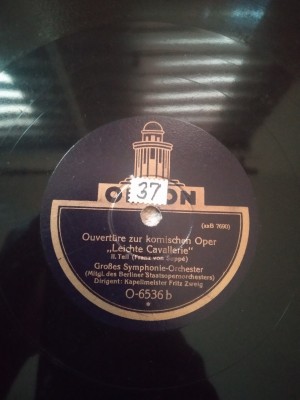 ODEON
37
(xxB 7690)
Ouvertüre zur komischen Oper
„Leichte Cavallerie"
II. Teil (Franz von Suppé)
Großes Symphonie-Orchester
(Mitgl. des Berliner Staatsopernorchesters)
Dirigent: Kapellmeister Fritz Zweig
O-6536 b
*